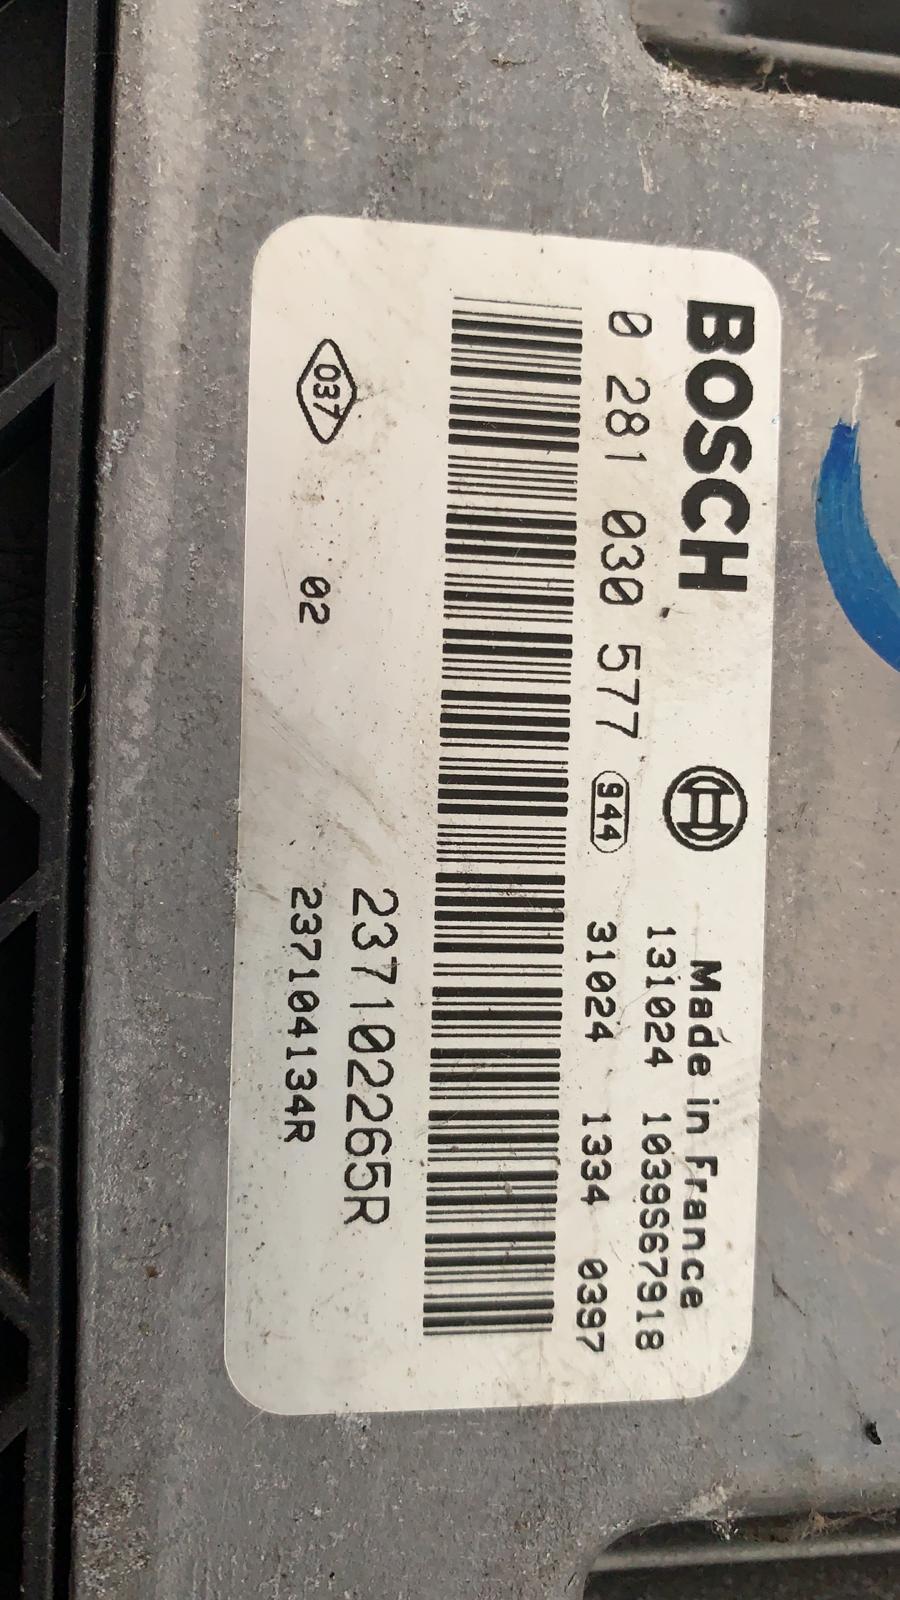 BOSCH
Made in France
131024 1039S67918
0 281 030 577 944 31024 1334 0397
237102265R
037 02 237104134R